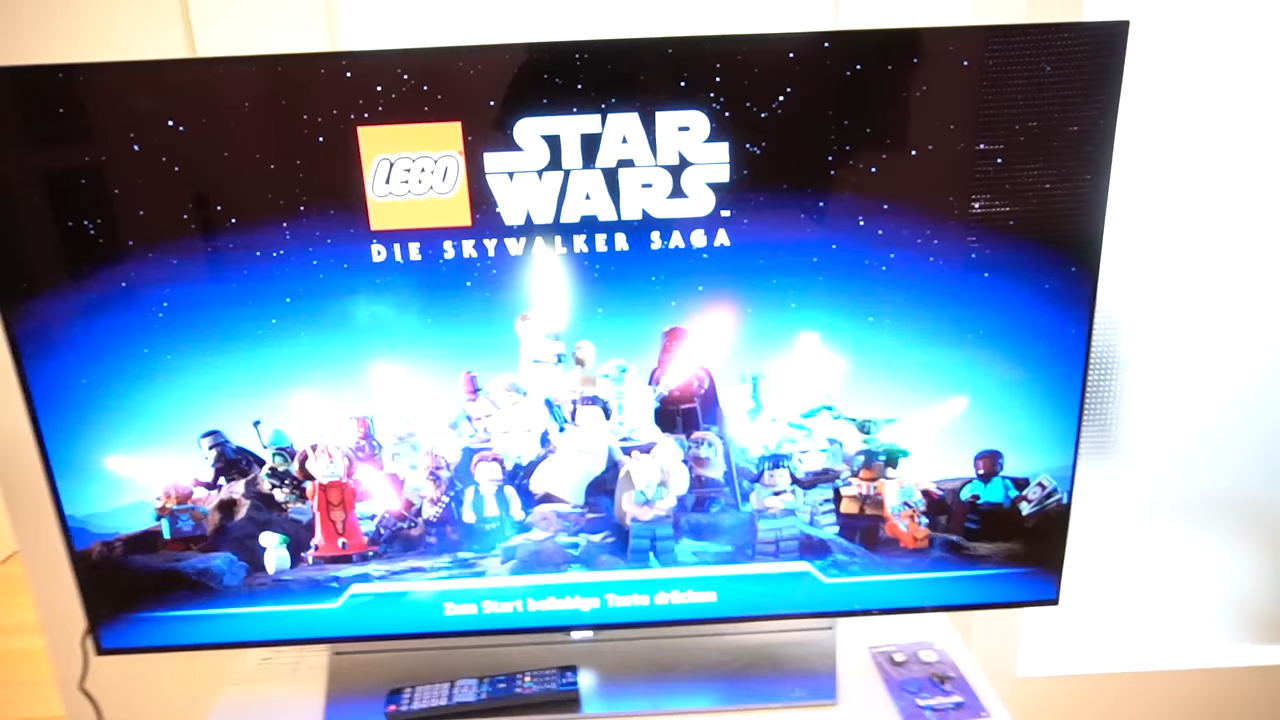 LEGO
STAR
WARS
DIE SKYWALKER SAGA
Zum Start beliebige Taste drücken